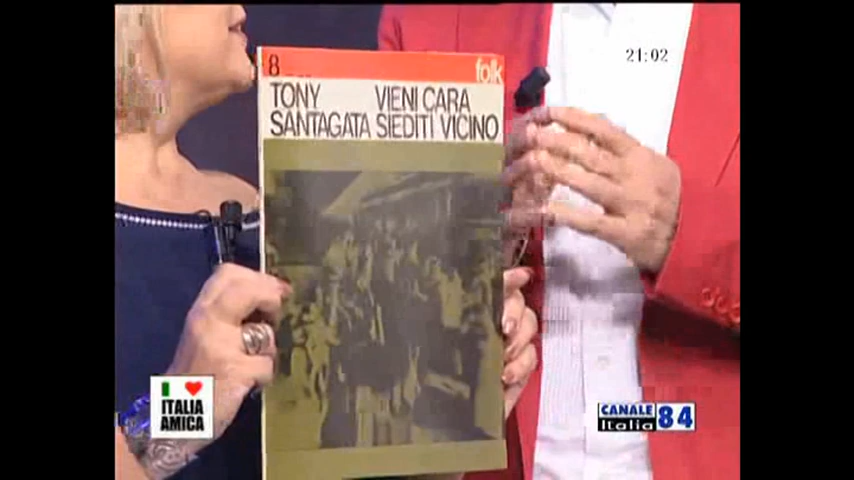 21:02
8 folk
TONY VIENI CARA
SANTAGATA SIEDITI VICINO
I
ITALIA
AMICA
CANALE 84
Italia